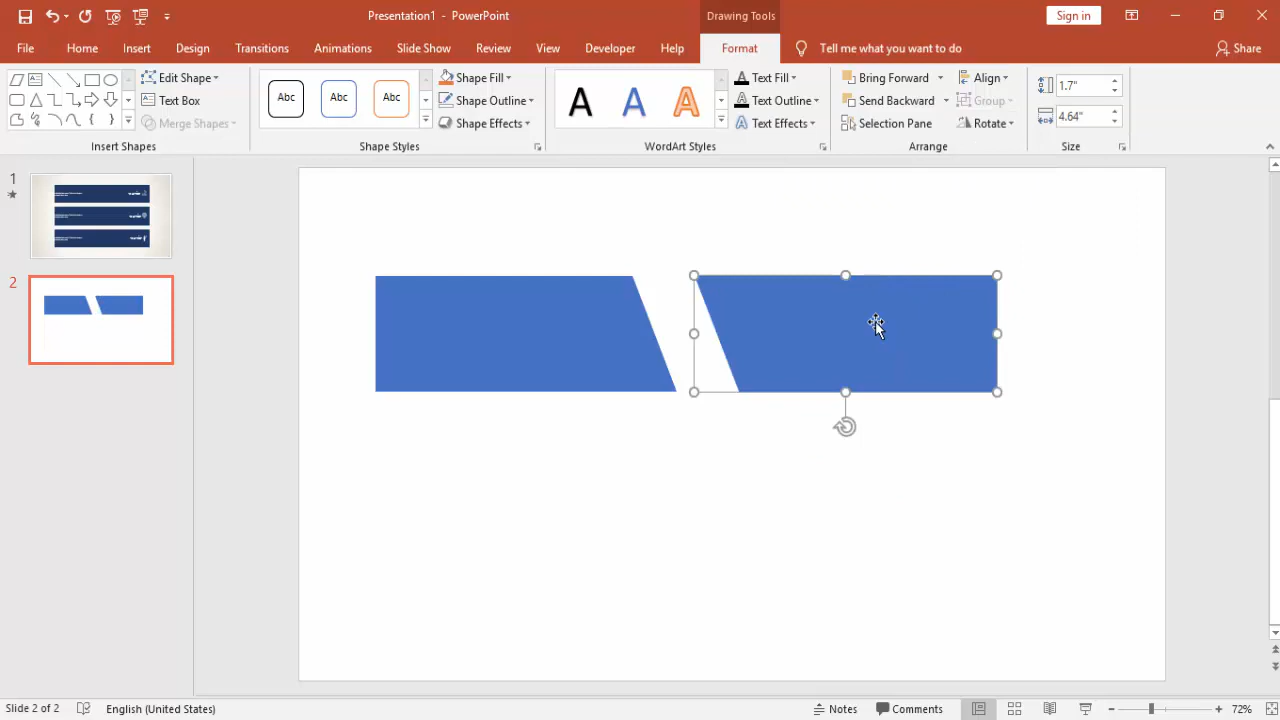 Presentation1 - PowerPoint
Drawing Tools
Sign in
File Home Insert Design Transitions Animations Slide Show Review View Developer Help Format Tell me what you want to do Share
Edit Shape
Text Box
Merge Shapes
Insert Shapes
Abc Abc Abc
Shape Fill
Shape Outline
Shape Effects
Shape Styles
A A A
Text Fill
Text Outline
Text Effects
WordArt Styles
Bring Forward
Send Backward
Selection Pane
Align
Group
Rotate
Arrange
1.7"
4.64"
Size
1
2
Slide 2 of 2 English (United States) Notes Comments 72%